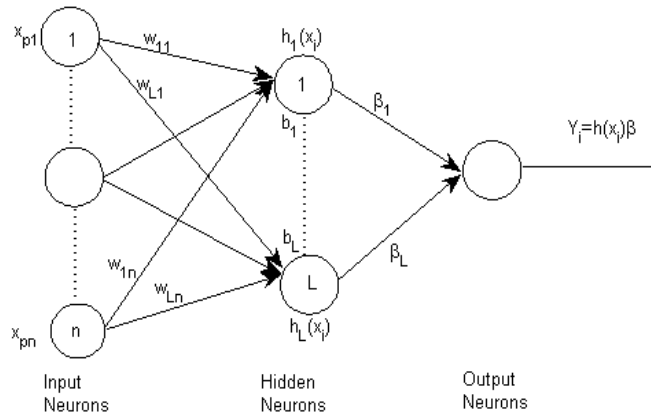 x_p1
1
w_11
h_1(x_i)
w_L1
1
β_1
b_1
Y_i=h(x_i)β
b_L
w_1n
β_L
w_Ln
L
x_pn
n
h_L(x_i)
Input
Neurons
Hidden
Neurons
Output
Neurons